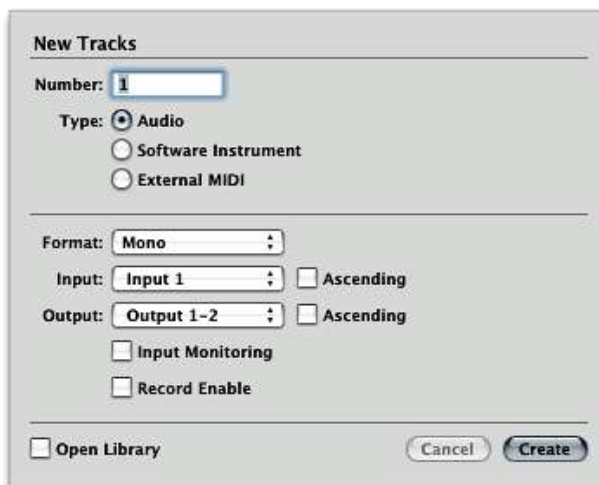 New Tracks
Number: 1
Type: Audio
Software Instrument
External MIDI
Format: Mono
Input: Input 1 Ascending
Output: Output 1-2 Ascending
Input Monitoring
Record Enable
Open Library Cancel Create